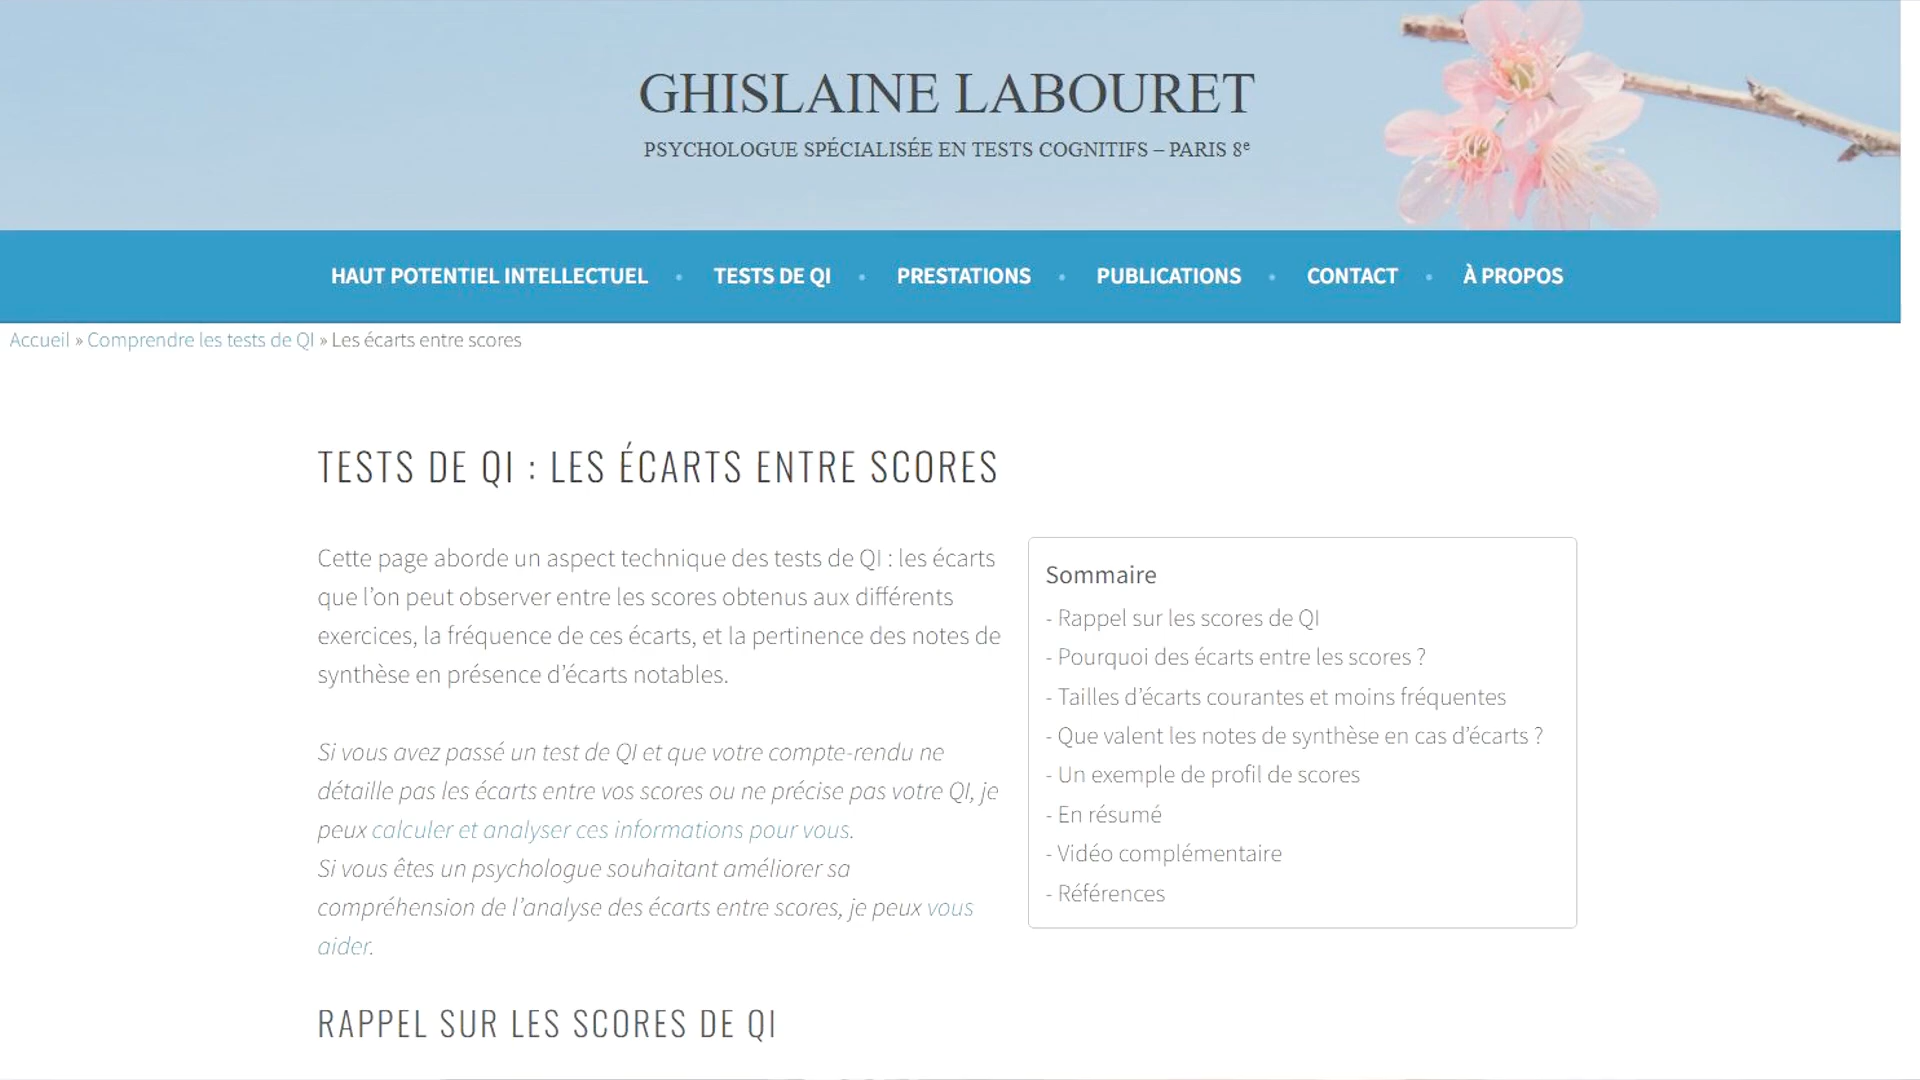 GHISLAINE LABOURET
PSYCHOLOGUE SPÉCIALISÉE EN TESTS COGNITIFS – PARIS 8ᵉ
HAUT POTENTIEL INTELLECTUEL • TESTS DE QI • PRESTATIONS • PUBLICATIONS • CONTACT • À PROPOS
Accueil » Comprendre les tests de QI » Les écarts entre scores
TESTS DE QI : LES ÉCARTS ENTRE SCORES
Cette page aborde un aspect technique des tests de QI : les écarts
que l’on peut observer entre les scores obtenus aux différents
exercices, la fréquence de ces écarts, et la pertinence des notes de
synthèse en présence d’écarts notables.
Si vous avez passé un test de QI et que votre compte-rendu ne
détaille pas les écarts entre vos scores ou ne précise pas votre QI, je
peux calculer et analyser ces informations pour vous.
Si vous êtes un psychologue souhaitant améliorer sa
compréhension de l’analyse des écarts entre scores, je peux vous
aider.
Sommaire
- Rappel sur les scores de QI
- Pourquoi des écarts entre les scores ?
- Tailles d’écarts courantes et moins fréquentes
- Que valent les notes de synthèse en cas d’écarts ?
- Un exemple de profil de scores
- En résumé
- Vidéo complémentaire
- Références
RAPPEL SUR LES SCORES DE QI